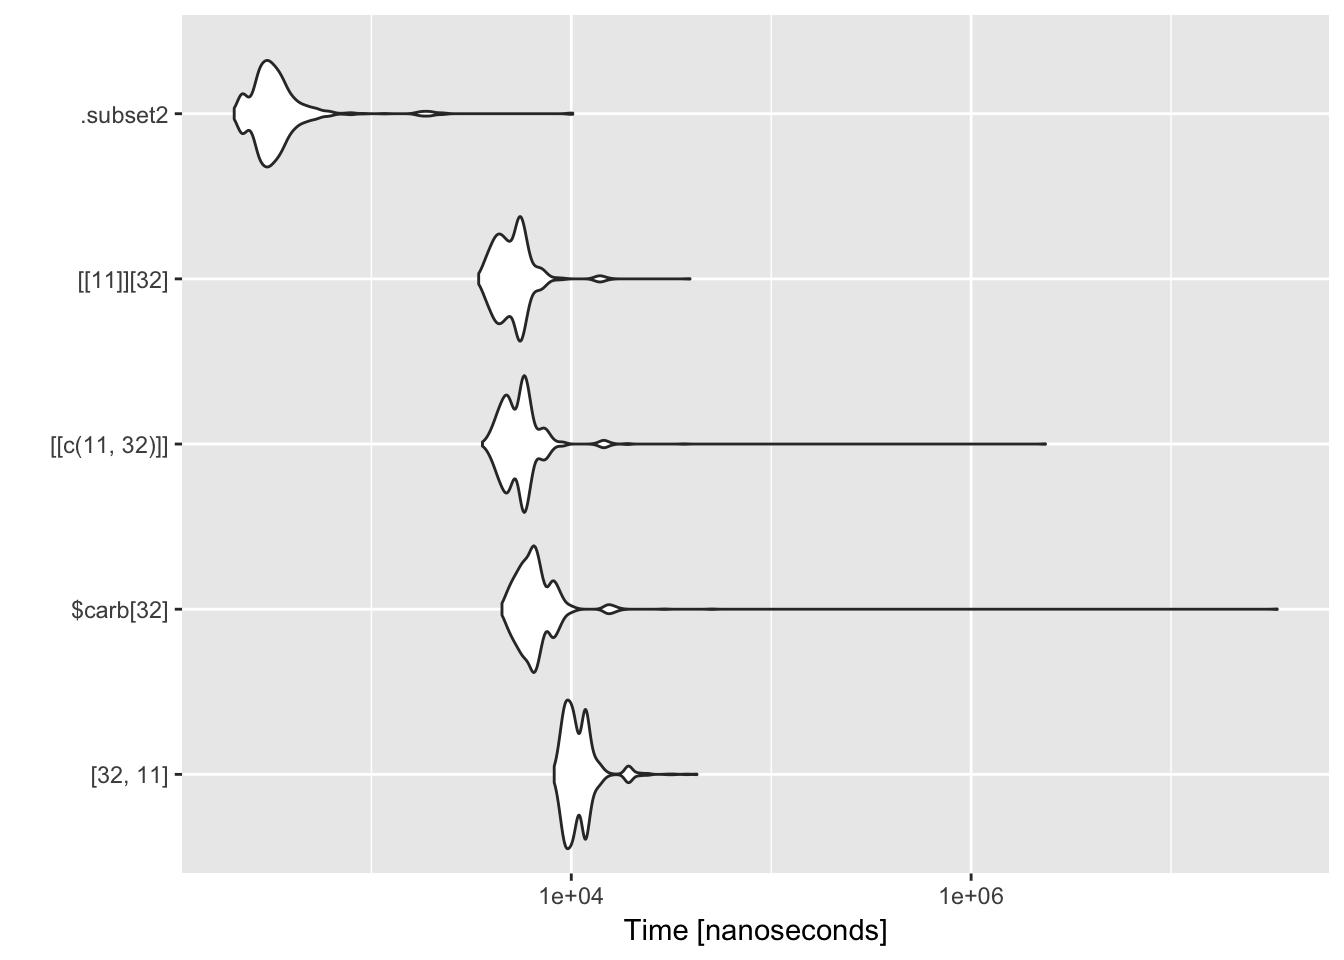 .subset2
[[11]][32]
[[c(11, 32)]]
$carb[32]
[32, 11]
1e+04 1e+06
Time [nanoseconds]